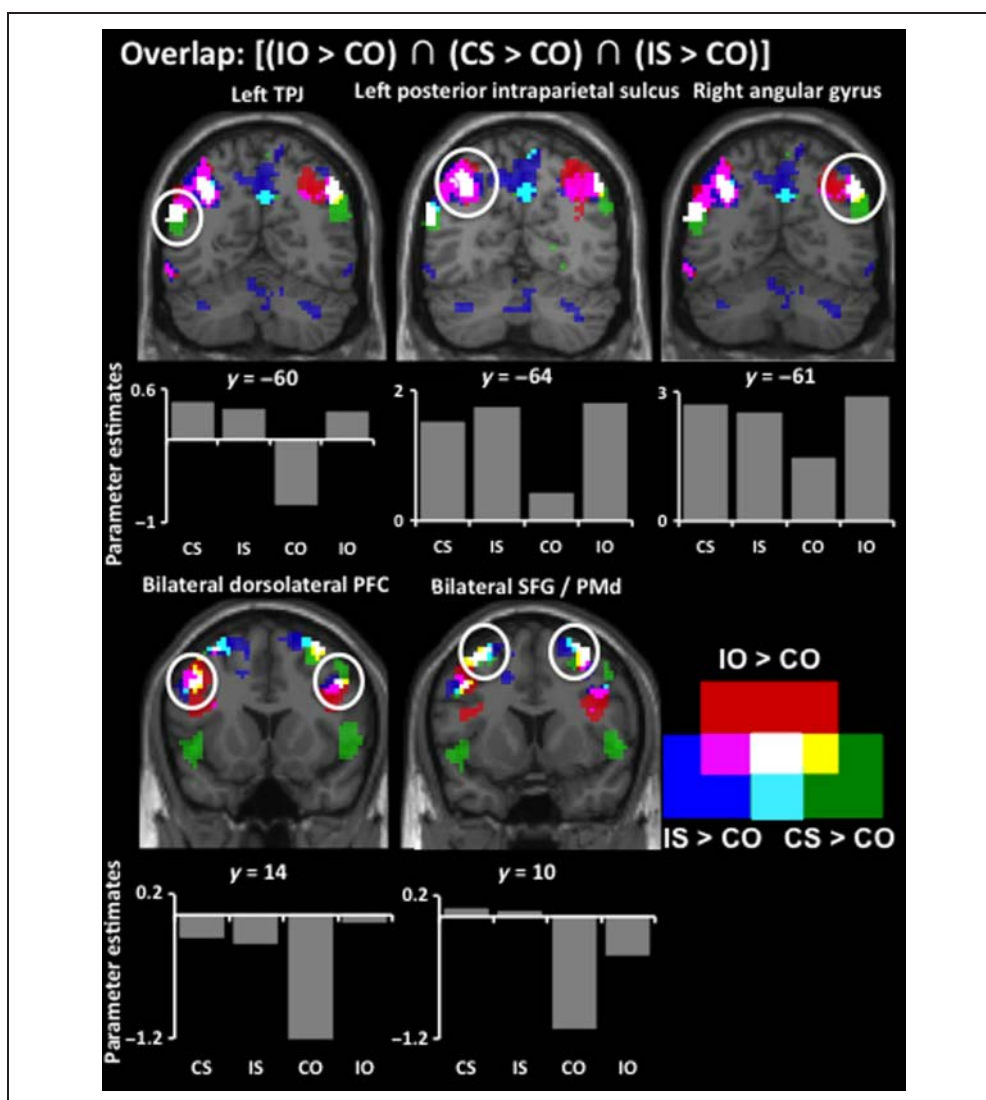 Overlap: [(IO > CO) ∩ (CS > CO) ∩ (IS > CO)]
Left TPJ
Left posterior intraparietal sulcus
Right angular gyrus
y = –60
y = –64
y = –61
Parameter estimates
0.6
–1
CS IS CO IO
2
0
CS IS CO IO
3
0
CS IS CO IO
Bilateral dorsolateral PFC
Bilateral SFG / PMd
IO > CO
IS > CO
CS > CO
y = 14
y = 10
Parameter estimates
0.2
–1.2
CS IS CO IO
0.2
–1.2
CS IS CO IO